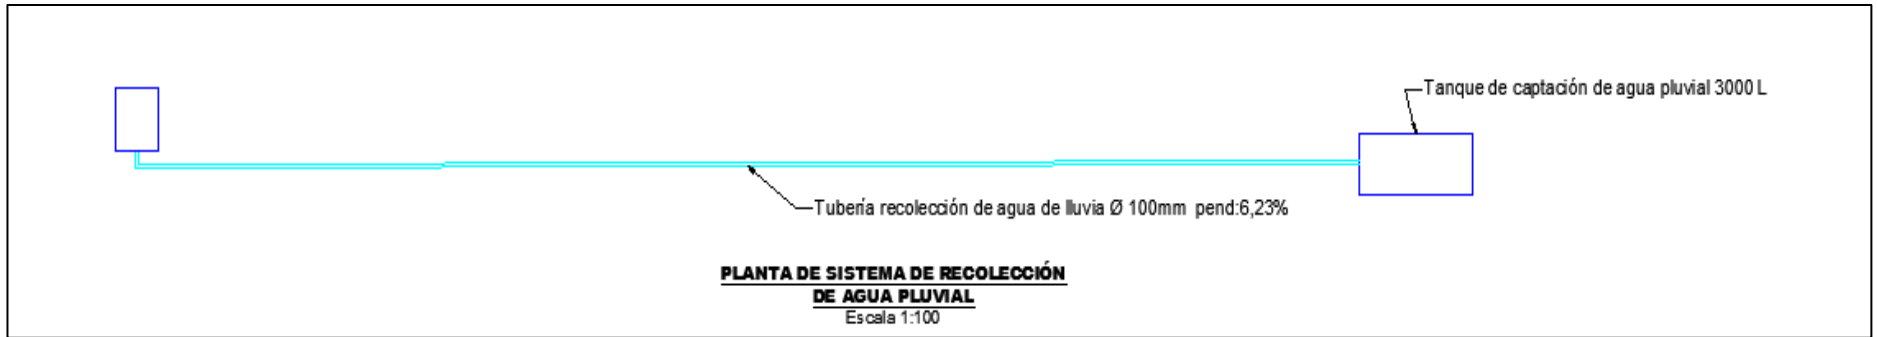 Tanque de captación de agua pluvial 3000 L
Tubería recolección de agua de lluvia Ø 100mm pend:6,23%
PLANTA DE SISTEMA DE RECOLECCIÓN
DE AGUA PLUVIAL
Escala 1:100